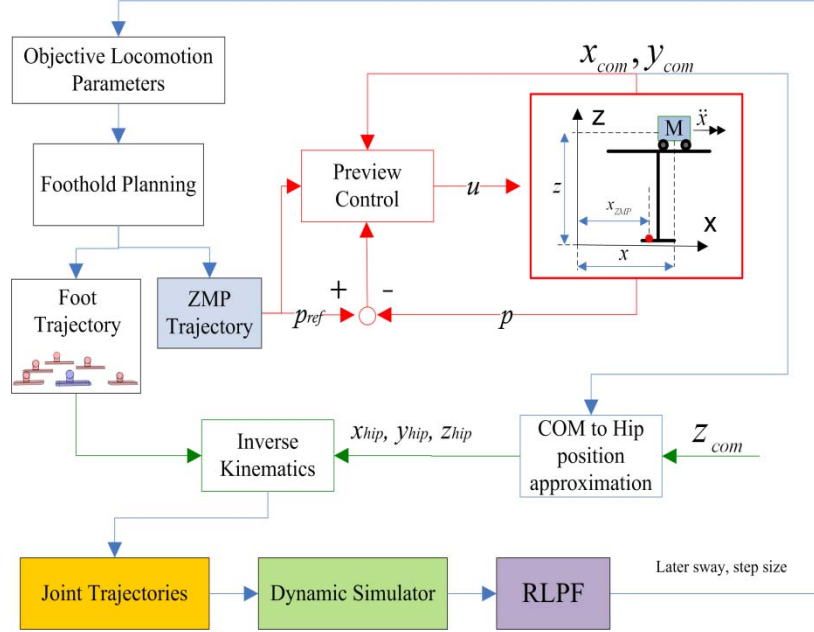 Objective Locomotion
Parameters
x_com, y_com
Z
M
ẍ
Foothold Planning
Preview
Control
u
z
x_ZMP
X
x
Foot
Trajectory
ZMP
Trajectory
p_ref
+
-
p
Inverse
Kinematics
x_hip, y_hip, z_hip
COM to Hip
position
approximation
z_com
Joint Trajectories
Dynamic Simulator
RLPF
Later sway, step size